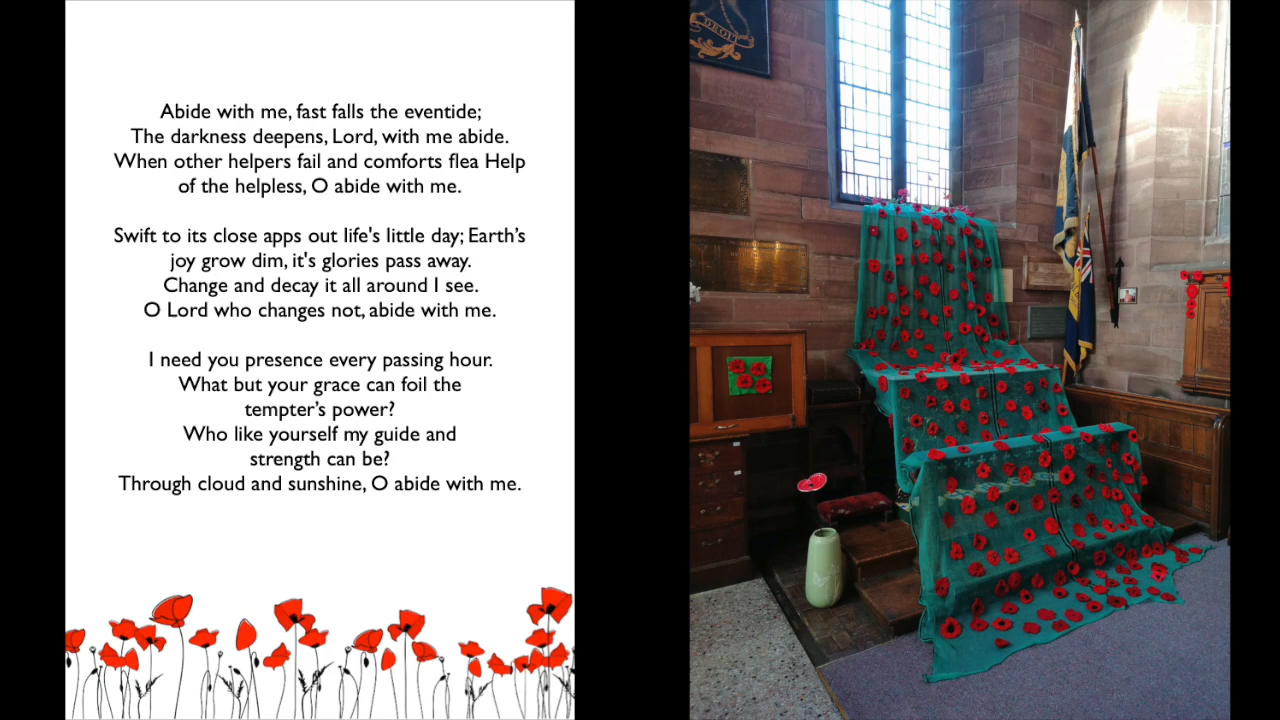 Abide with me, fast falls the eventide;
The darkness deepens, Lord, with me abide.
When other helpers fail and comforts flea Help
of the helpless, O abide with me.
Swift to its close apps out life's little day; Earth's
joy grow dim, it's glories pass away.
Change and decay it all around I see.
O Lord who changes not, abide with me.
I need you presence every passing hour.
What but your grace can foil the
tempter's power?
Who like yourself my guide and
strength can be?
Through cloud and sunshine, O abide with me.